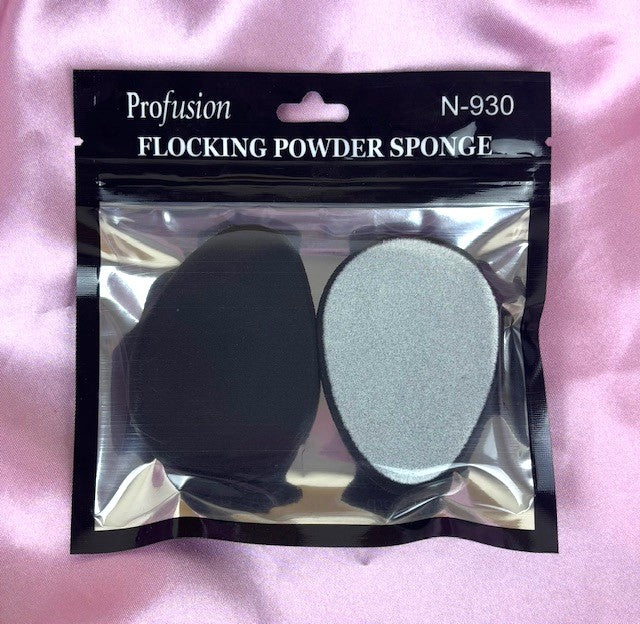 Profusion N-930
FLOCKING POWDER SPONGE